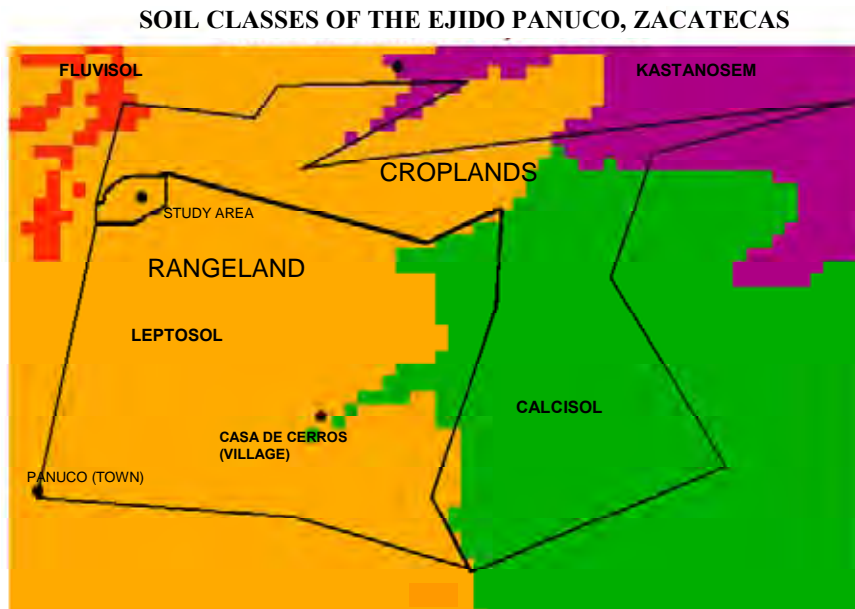 SOIL CLASSES OF THE EJIDO PANUCO, ZACATECAS
FLUVISOL
KASTANOSEM
CROPLANDS
STUDY AREA
RANGELAND
LEPTOSOL
CALCISOL
CASA DE CERROS
(VILLAGE)
PANUCO (TOWN)